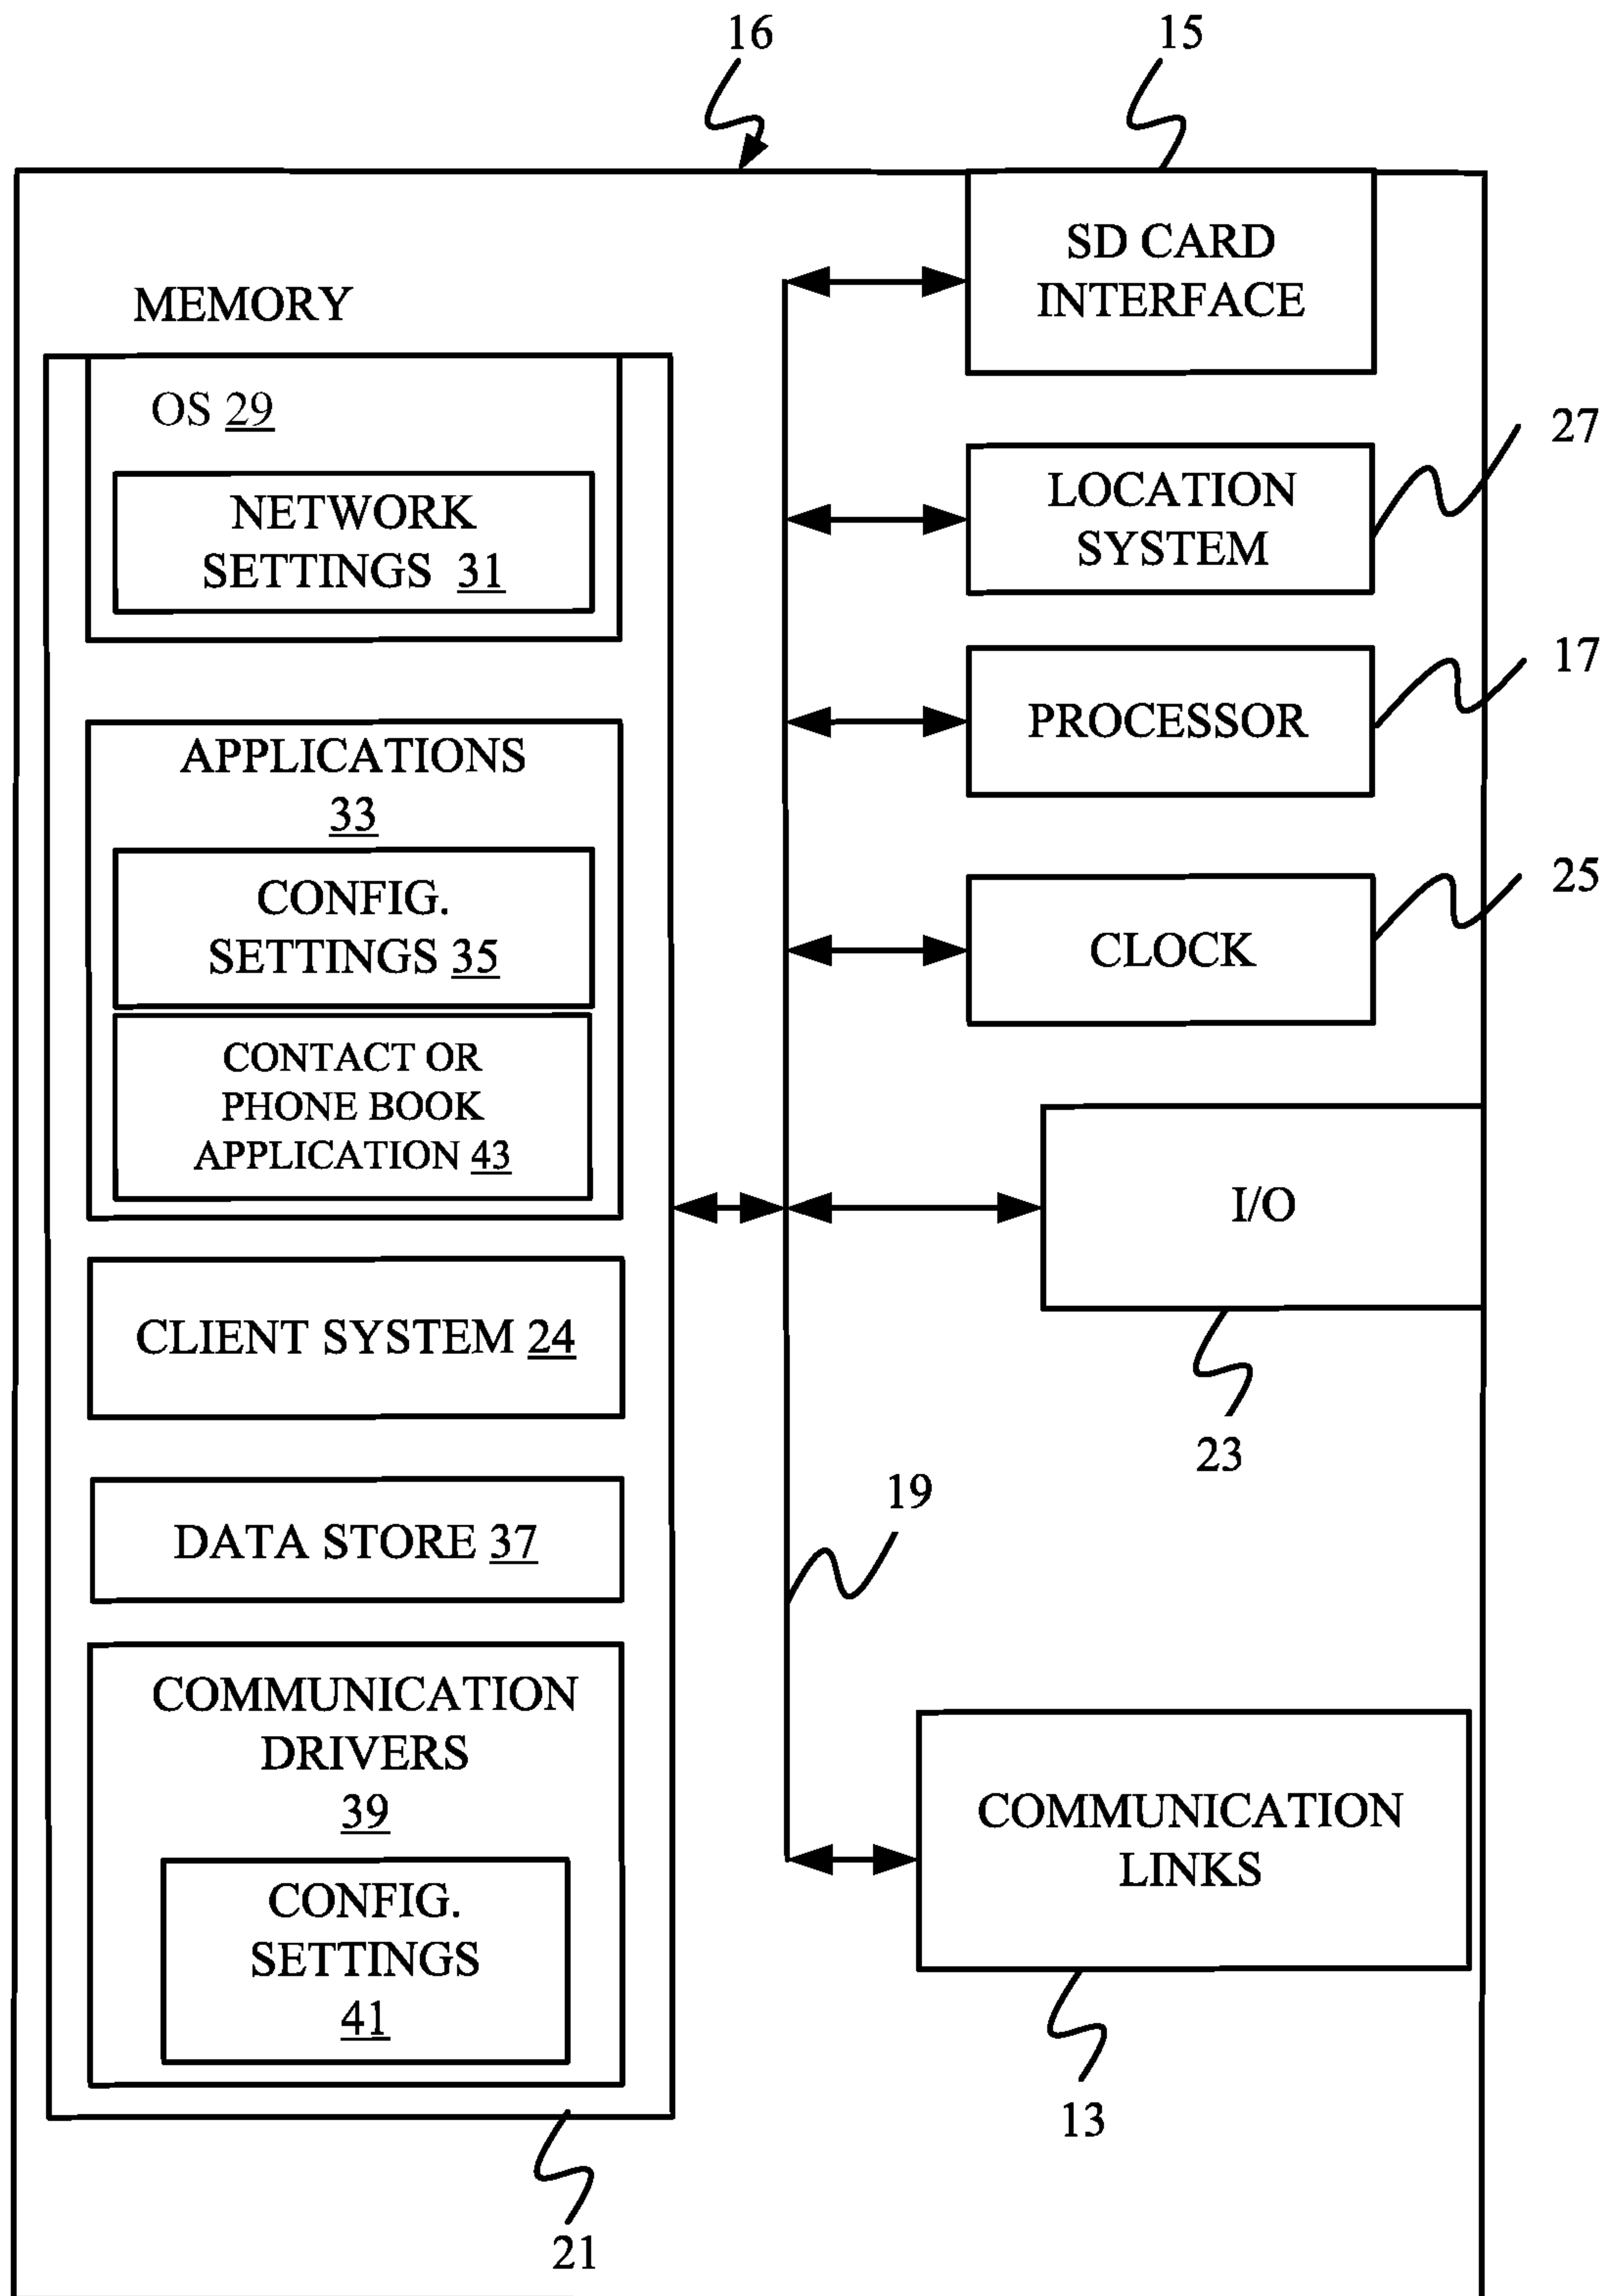 16
15
SD CARD
INTERFACE
MEMORY
OS 29
NETWORK
SETTINGS 31
27
LOCATION
SYSTEM
17
PROCESSOR
APPLICATIONS
33
CONFIG.
SETTINGS 35
25
CLOCK
CONTACT OR
PHONE BOOK
APPLICATION 43
I/O
CLIENT SYSTEM 24
23
19
DATA STORE 37
COMMUNICATION
DRIVERS
39
CONFIG.
SETTINGS
41
COMMUNICATION
LINKS
13
21